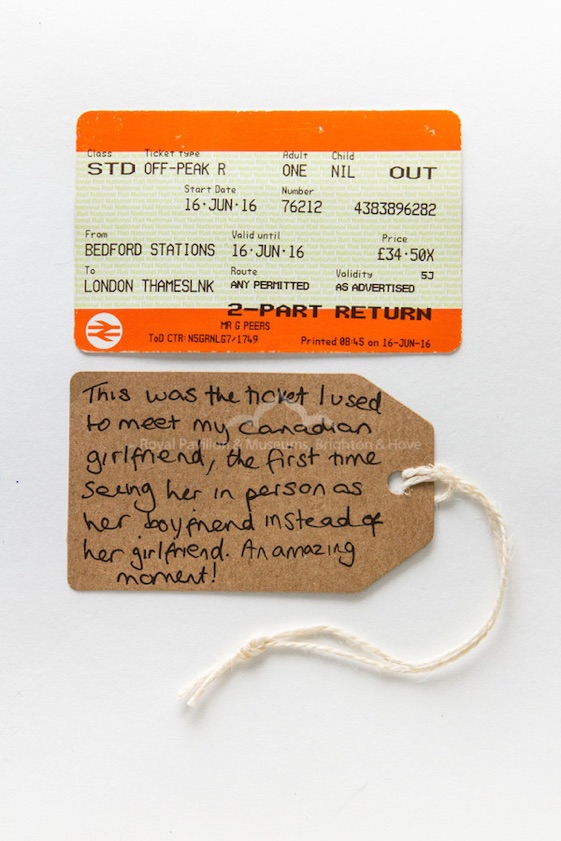 Class Ticket type Adult Child
STD OFF-PEAK R ONE NIL OUT
Start Date Number
16·JUN·16 76212 4383896282
From Valid until Price
BEDFORD STATIONS 16·JUN·16 £34·50X
To Route Validity SJ
LONDON THAMESLNK ANY PERMITTED AS ADVERTISED
2-PART RETURN
MR G PEERS
ToD CTR: N5GRNLG7/1749 Printed 08:45 on 16-JUN-16
This was the ticket I used
to meet my Canadian
Royal Pavilion & Museums, Brighton & Hove
girlfriend, the first time
seeing her in person as
her boyfriend instead of
her girlfriend. An amazing
moment!